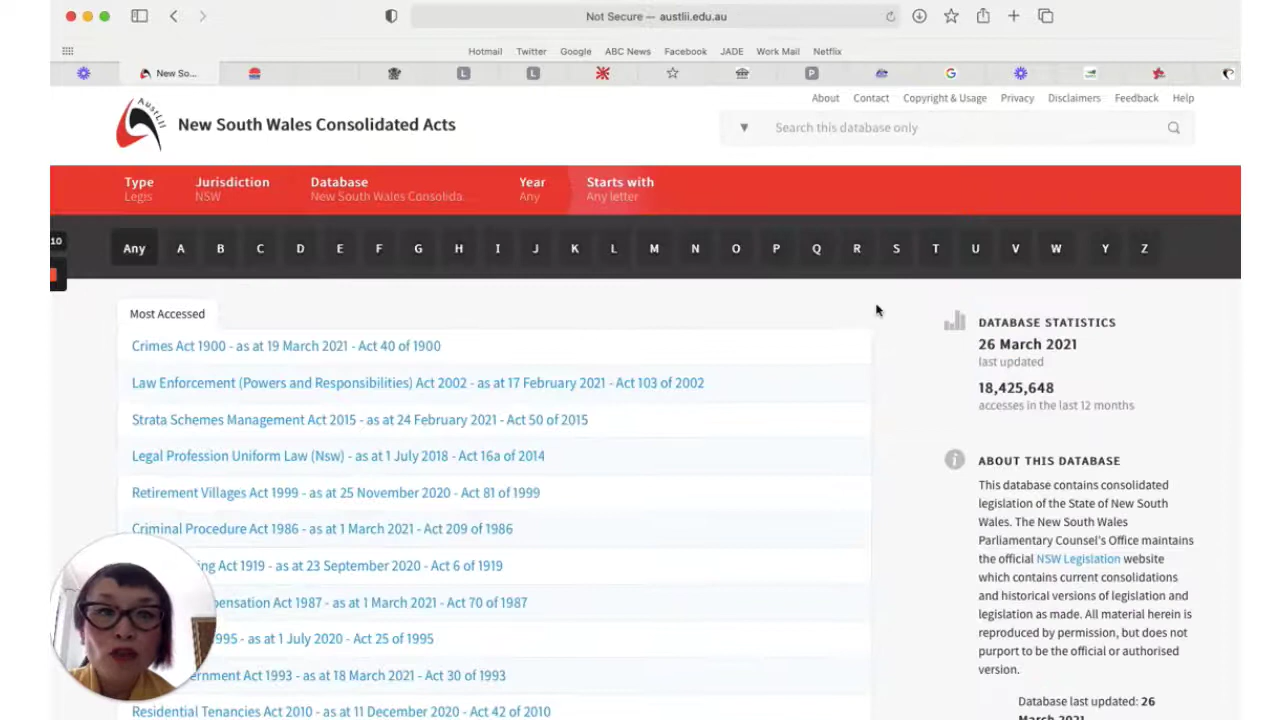 Not Secure — austlii.edu.au
Hotmail Twitter Google ABC News Facebook JADE Work Mail Netflix
New So...
About Contact Copyright & Usage Privacy Disclaimers Feedback Help
AustLII
New South Wales Consolidated Acts
Search this database only
Type Jurisdiction Database Year Starts with
Legis NSW New South Wales Consolida... Any Any letter
10
Any A B C D E F G H I J K L M N O P Q R S T U V W Y Z
Most Accessed
Crimes Act 1900 - as at 19 March 2021 - Act 40 of 1900
Law Enforcement (Powers and Responsibilities) Act 2002 - as at 17 February 2021 - Act 103 of 2002
Strata Schemes Management Act 2015 - as at 24 February 2021 - Act 50 of 2015
Legal Profession Uniform Law (Nsw) - as at 1 July 2018 - Act 16a of 2014
Retirement Villages Act 1999 - as at 25 November 2020 - Act 81 of 1999
Criminal Procedure Act 1986 - as at 1 March 2021 - Act 209 of 1986
ing Act 1919 - as at 23 September 2020 - Act 6 of 1919
pensation Act 1987 - as at 1 March 2021 - Act 70 of 1987
995 - as at 1 July 2020 - Act 25 of 1995
ernment Act 1993 - as at 18 March 2021 - Act 30 of 1993
Residential Tenancies Act 2010 - as at 11 December 2020 - Act 42 of 2010
DATABASE STATISTICS
26 March 2021
last updated
18,425,648
accesses in the last 12 months
ABOUT THIS DATABASE
This database contains consolidated
legislation of the State of New South
Wales. The New South Wales
Parliamentary Counsel's Office maintains
the official NSW Legislation website
which contains current consolidations
and historical versions of legislation and
legislation as made. All material herein is
reproduced by permission, but does not
purport to be the official or authorised
version.
Database last updated: 26
March 2021